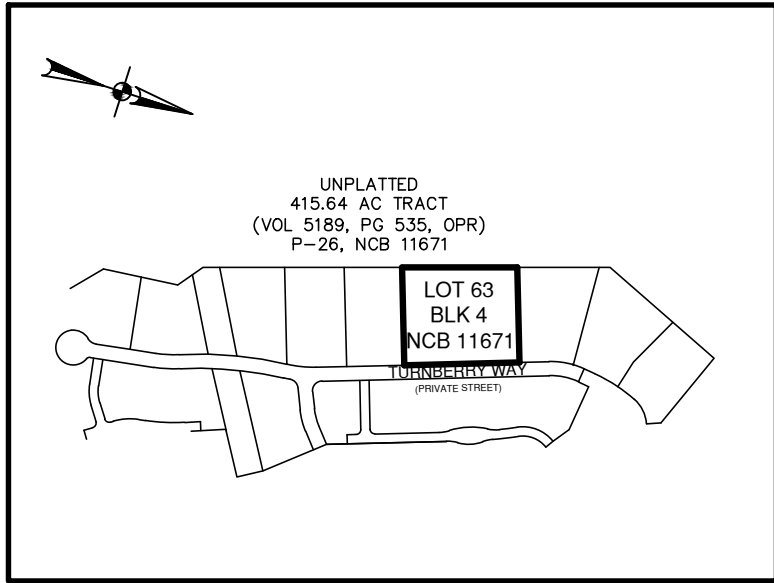 UNPLATTED
415.64 AC TRACT
(VOL 5189, PG 535, OPR)
P-26, NCB 11671
LOT 63
BLK 4
NCB 11671
TURNBERRY WAY
(PRIVATE STREET)